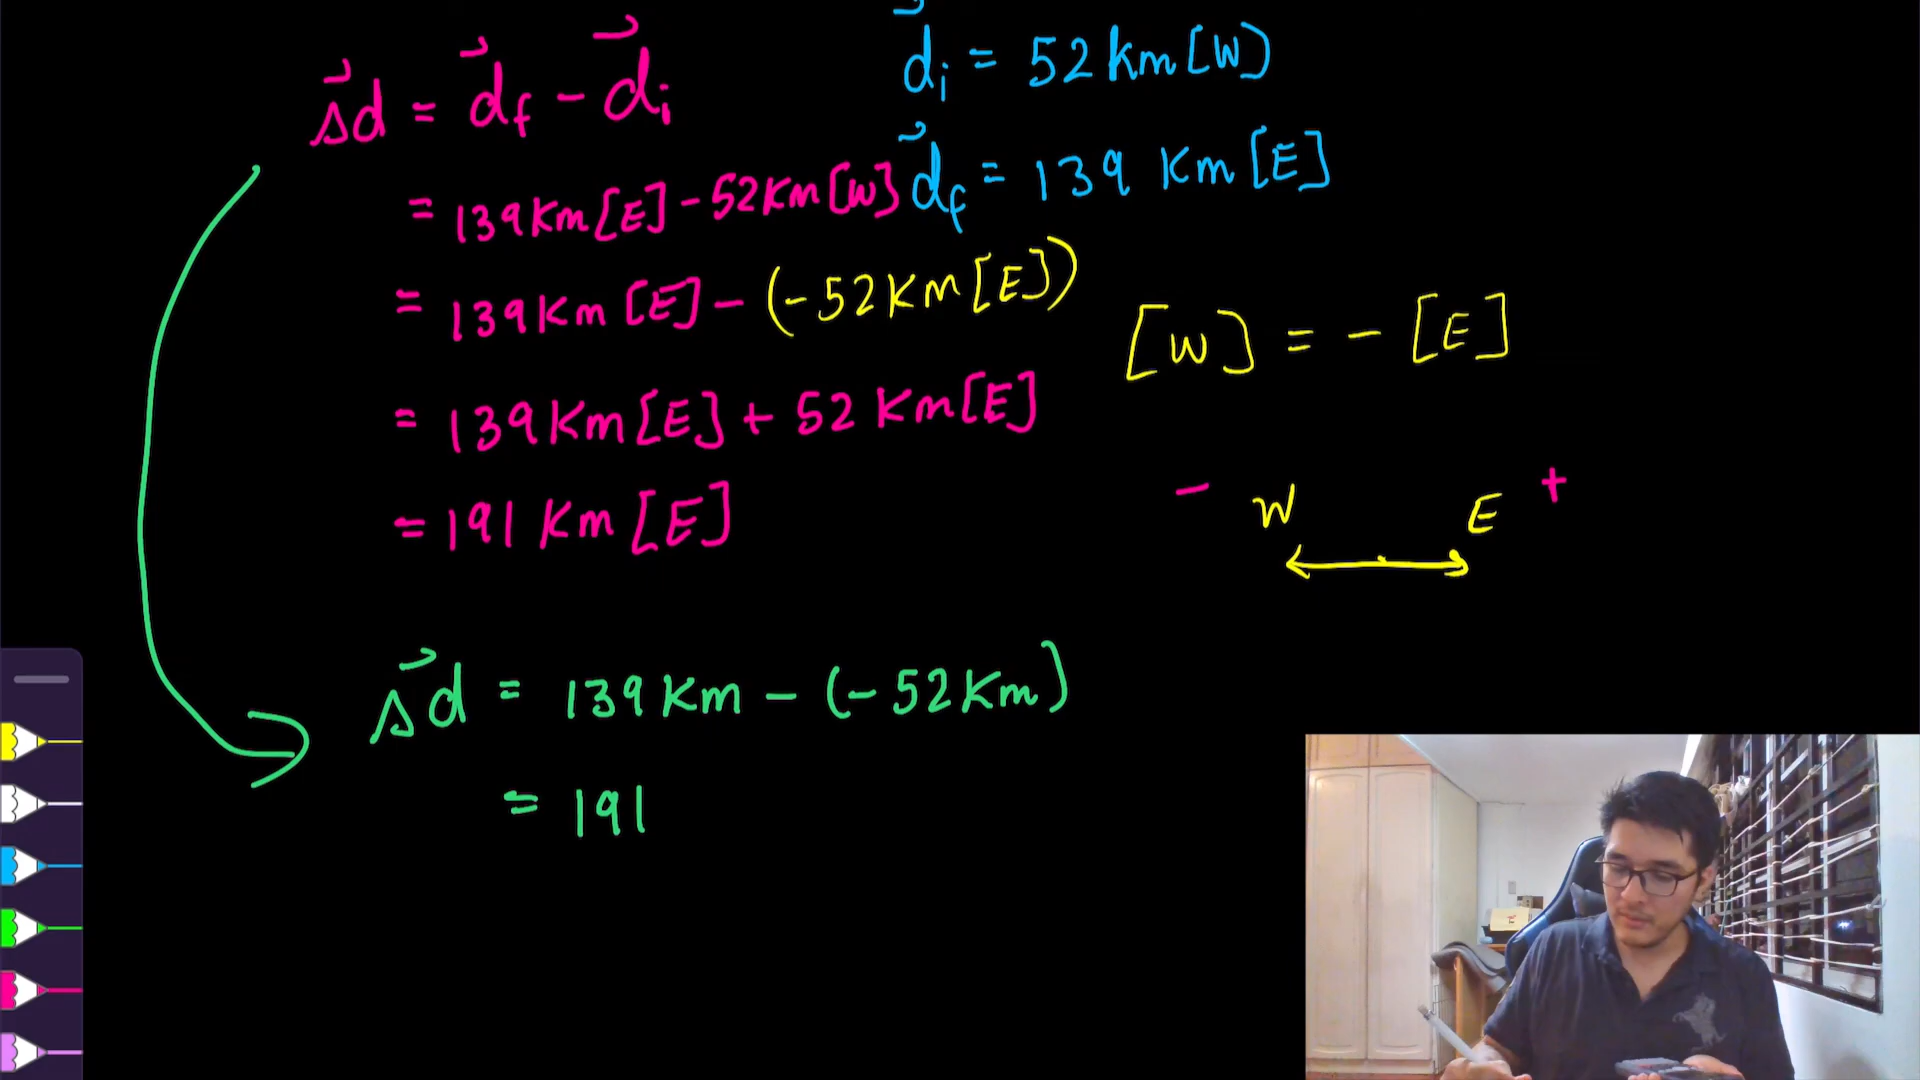 Δd⃗ = d⃗f - d⃗i
= 139 Km [E] - 52 Km [W]
= 139 Km [E] - (-52 Km [E])
= 139 Km [E] + 52 Km [E]
= 191 Km [E]
d⃗i = 52 km [W]
d⃗f = 139 Km [E]
[W] = - [E]
- W E +
Δd⃗ = 139 Km - (-52 Km)
= 191